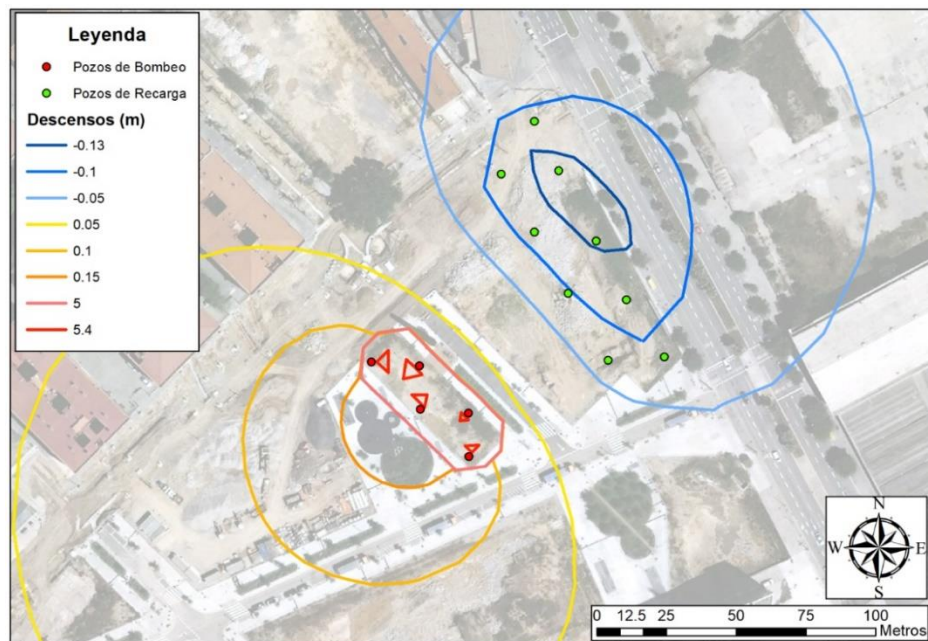 Leyenda
Pozos de Bombeo
Pozos de Recarga
Descensos (m)
-0.13
-0.1
-0.05
0.05
0.1
0.15
5
5.4
N
W E
S
0 12.5 25 50 75 100
Metros